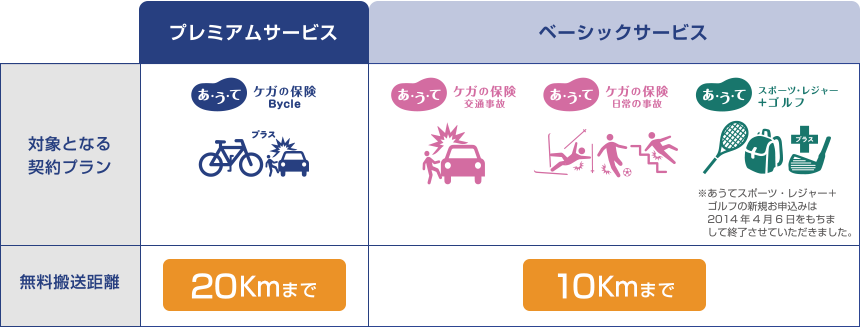 プレミアムサービス
ベーシックサービス
対象となる
契約プラン
あ・う・て
ケガの保険
Bycle
プラス
あ・う・て
ケガの保険
交通事故
あ・う・て
ケガの保険
日常の事故
あ・う・て
スポーツ・レジャー
+ゴルフ
プラス
※あうてスポーツ・レジャー+
ゴルフの新規お申込みは
2014年4月6日をもちま
して終了させていただきました。
無料搬送距離
20Kmまで
10Kmまで